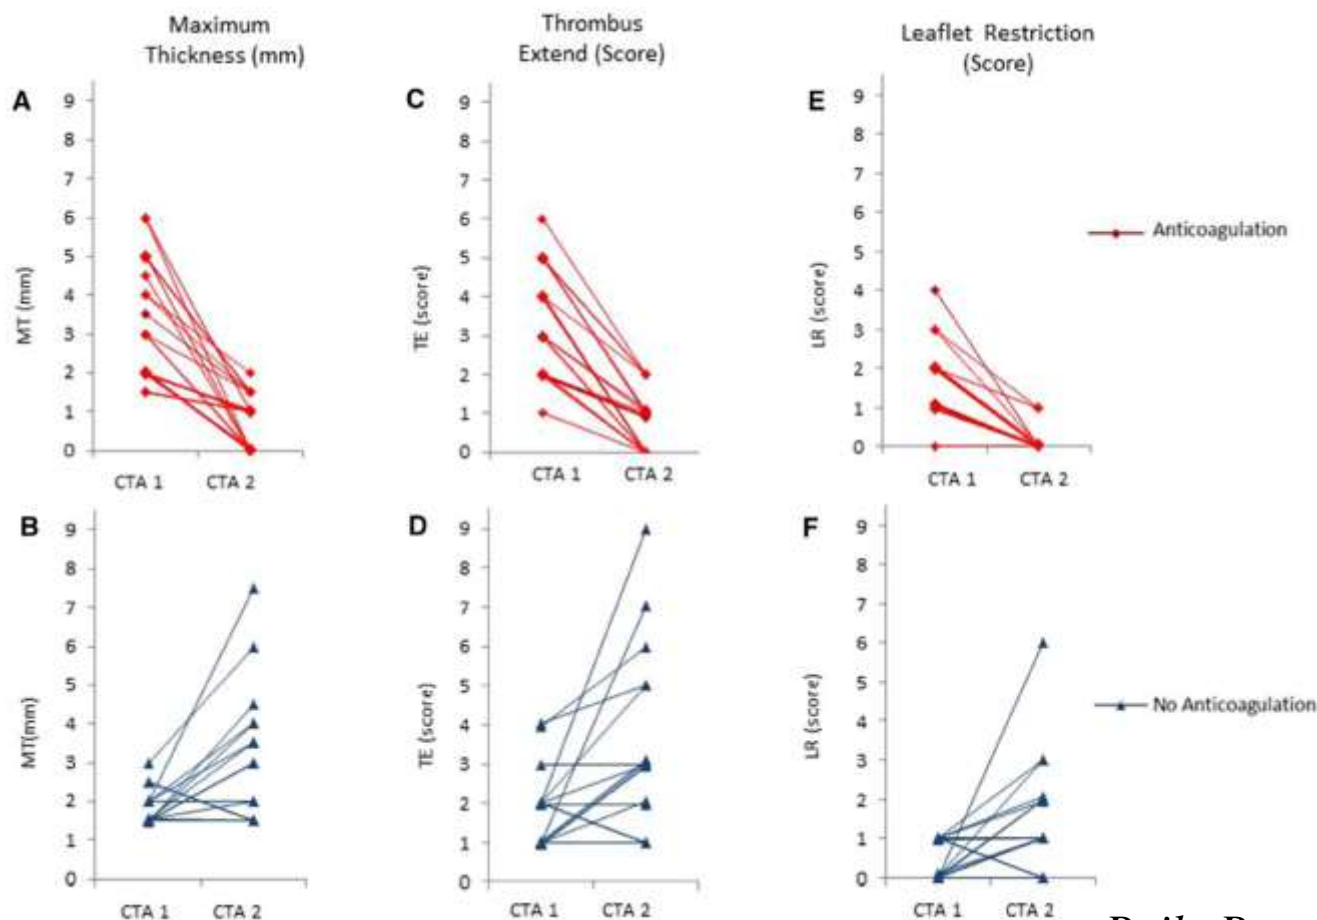 Maximum
Thickness (mm)
Thrombus
Extend (Score)
Leaflet Restriction
(Score)
A
9
8
7
6
5
4
3
2
1
0
MT (mm)
CTA 1 CTA 2
C
9
8
7
6
5
4
3
2
1
0
TE (score)
CTA 1 CTA 2
E
9
8
7
6
5
4
3
2
1
0
LR (score)
CTA 1 CTA 2
Anticoagulation
B
9
8
7
6
5
4
3
2
1
0
MT(mm)
CTA 1 CTA 2
D
9
8
7
6
5
4
3
2
1
0
TE (score)
CTA 1 CTA 2
F
9
8
7
6
5
4
3
2
1
0
LR (score)
CTA 1 CTA 2
No Anticoagulation